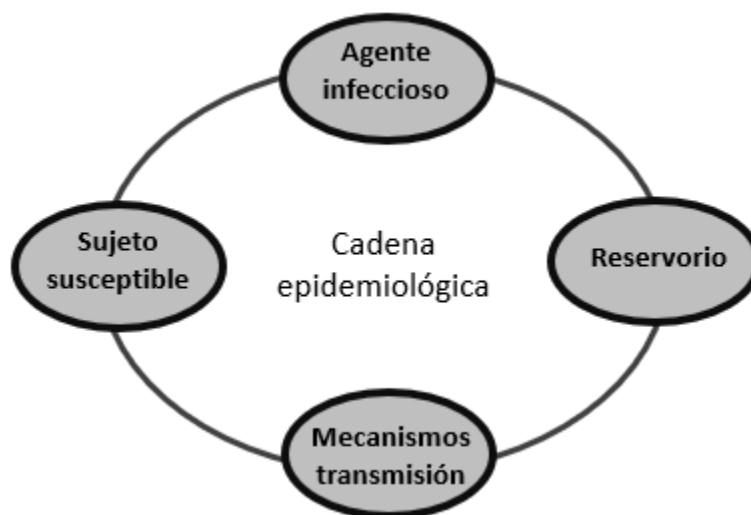 Agente
infeccioso
Sujeto
susceptible
Cadena
epidemiológica
Reservorio
Mecanismos
transmisión